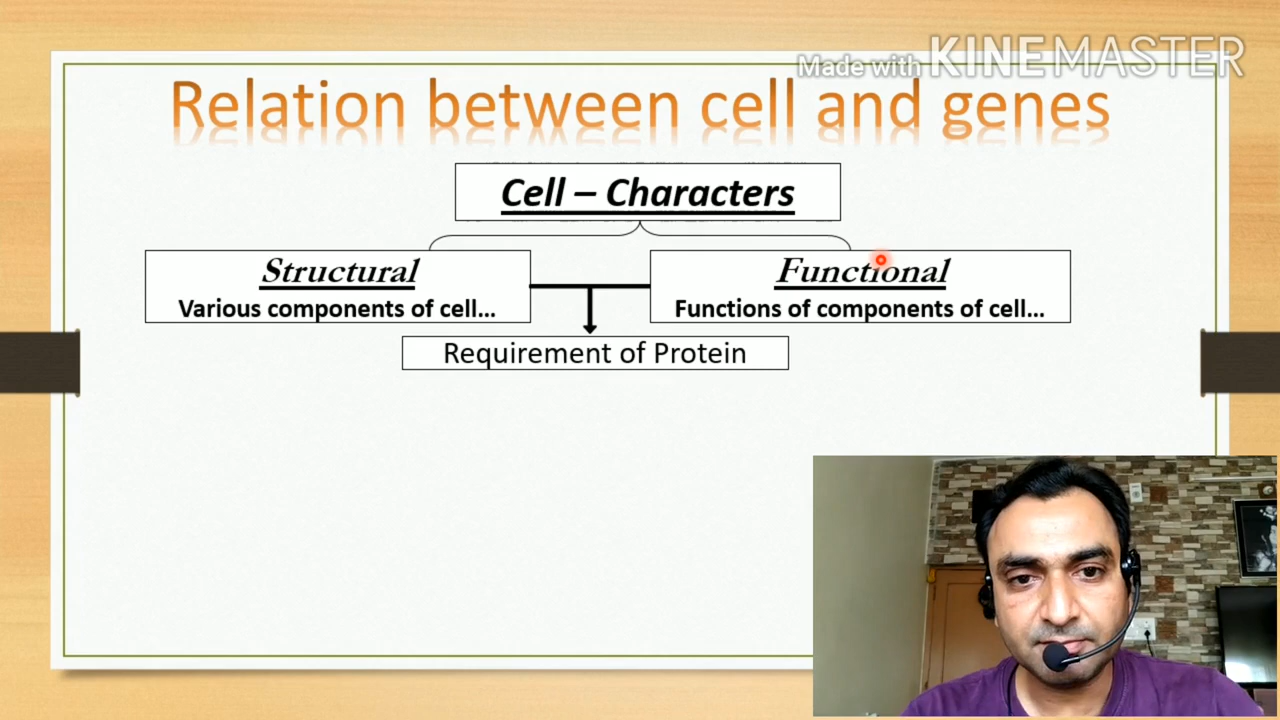 Made with KINEMASTER
Relation between cell and genes
Cell – Characters
Structural
Various components of cell...
Functional
Functions of components of cell...
Requirement of Protein